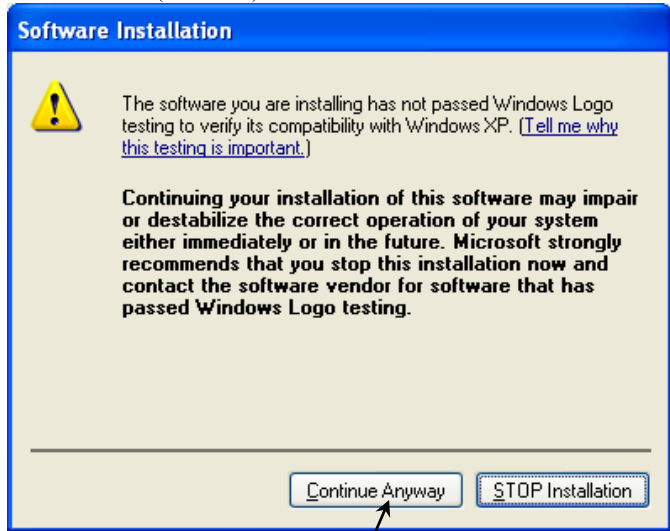 Software Installation
The software you are installing has not passed Windows Logo
testing to verify its compatibility with Windows XP. (Tell me why
this testing is important.)
Continuing your installation of this software may impair
or destabilize the correct operation of your system
either immediately or in the future. Microsoft strongly
recommends that you stop this installation now and
contact the software vendor for software that has
passed Windows Logo testing.
Continue Anyway
STOP Installation